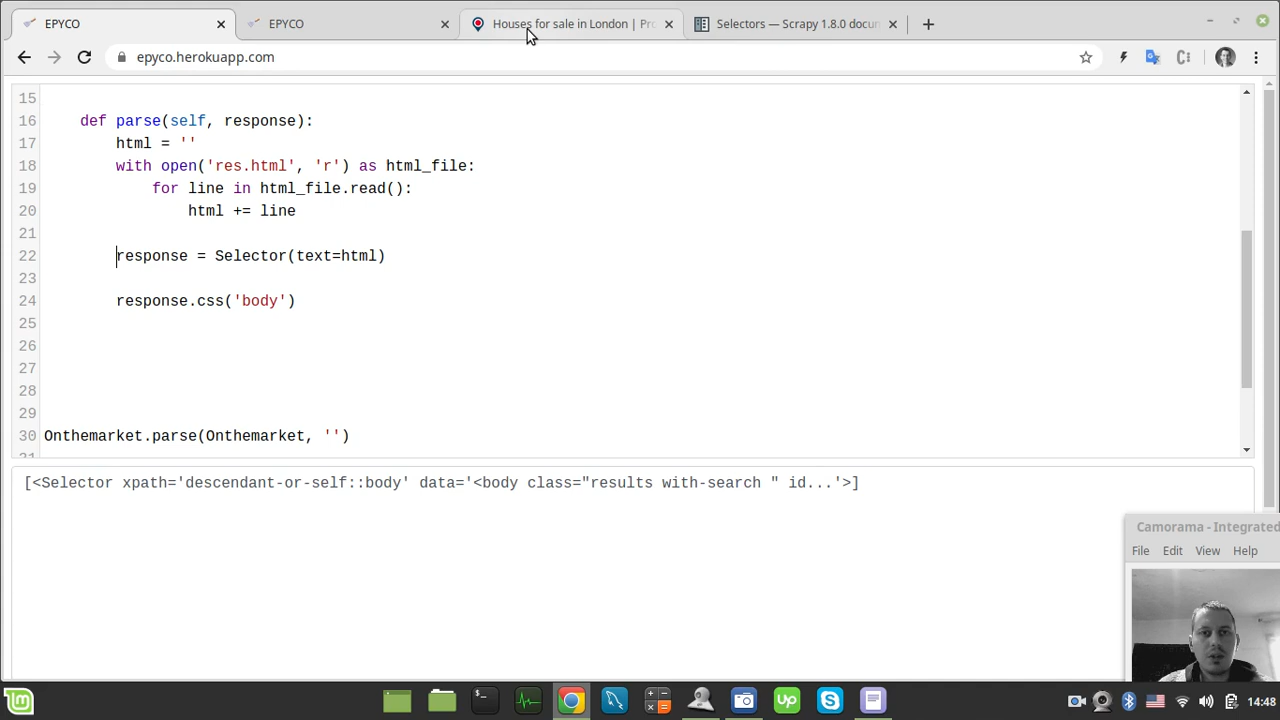 EPYCO
EPYCO
Houses for sale in London | Pr
Selectors — Scrapy 1.8.0 docum
epyco.herokuapp.com
15
16 def parse(self, response):
17 html = ''
18 with open('res.html', 'r') as html_file:
19 for line in html_file.read():
20 html += line
21
22 response = Selector(text=html)
23
24 response.css('body')
25
26
27
28
29
30 Onthemarket.parse(Onthemarket, '')
31
[<Selector xpath='descendant-or-self::body' data='<body class="results with-search " id...'>]
Camorama - Integrated
File Edit View Help
14:48